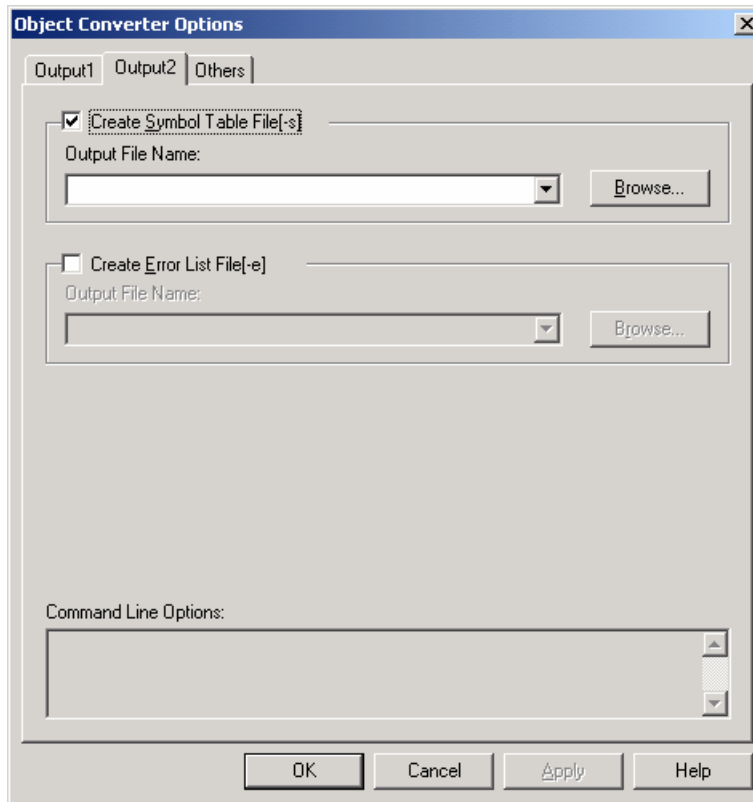 Object Converter Options
Output1 Output2 Others
Create Symbol Table File[-s]
Output File Name:
Browse...
Create Error List File[-e]
Output File Name:
Browse...
Command Line Options:
OK Cancel Apply Help